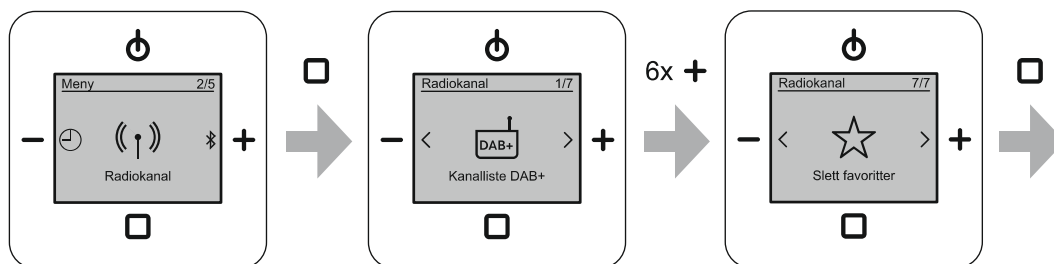 Meny 2/5
Radiokanal
Radiokanal 1/7
DAB+
Kanalliste DAB+
6x +
Radiokanal 7/7
Slett favoritter